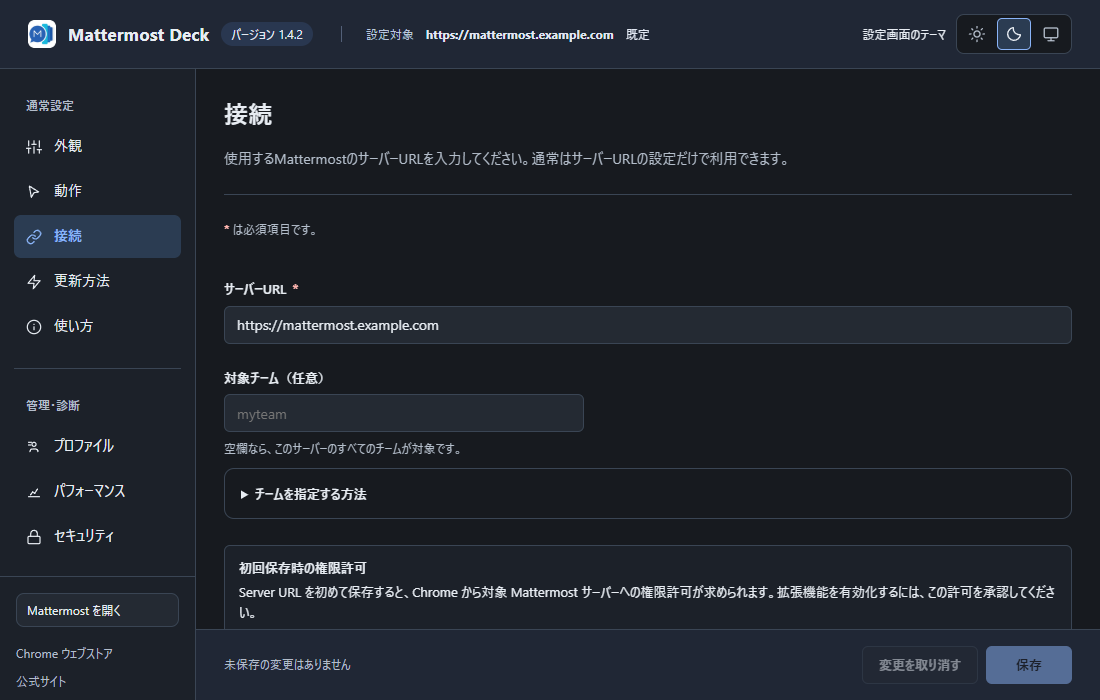 Mattermost Deck
バージョン 1.4.2
設定対象 https://mattermost.example.com 既定
設定画面のテーマ
通常設定
外観
動作
接続
更新方法
使い方
管理・診断
プロファイル
パフォーマンス
セキュリティ
Mattermost を開く
Chrome ウェブストア
公式サイト
接続
使用するMattermostのサーバーURLを入力してください。通常はサーバーURLの設定だけで利用できます。
* は必須項目です。
サーバーURL *
https://mattermost.example.com
対象チーム（任意）
myteam
空欄なら、このサーバーのすべてのチームが対象です。
▶ チームを指定する方法
初回保存時の権限許可
Server URL を初めて保存すると、Chrome から対象 Mattermost サーバーへの権限許可が求められます。拡張機能を有効化するには、この許可を承認してくださ
い。
未保存の変更はありません
変更を取り消す
保存